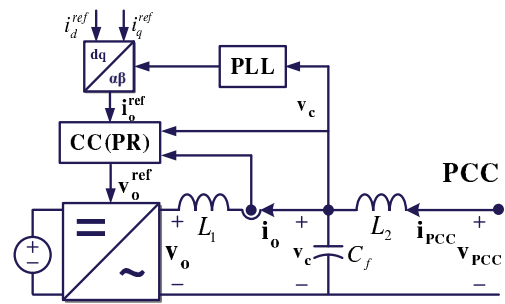 i_d^ref i_q^ref
dq
αβ
PLL
i_o^ref
v_c
CC(PR)
v_o^ref
PCC
+ L_1 i_o + L_2 i_PCC +
+
−
v_o v_c C_f v_PCC
− − −